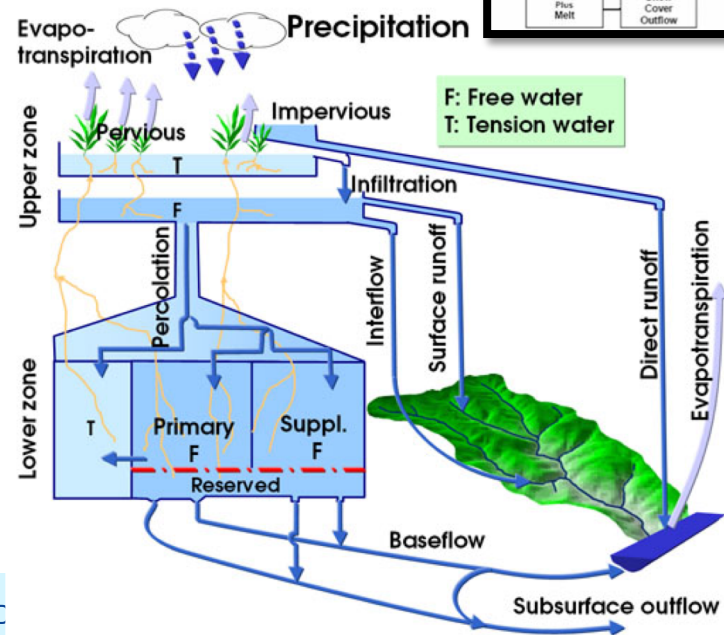 Plus
Melt
Cover
Outflow
Evapo-
transpiration
Precipitation
F: Free water
T: Tension water
Impervious
Pervious
Upper zone
T
Infiltration
F
Percolation
Interflow
Surface runoff
Direct runoff
Evapotranspiration
Lower zone
T
Primary
F
Suppl.
F
Reserved
Baseflow
Subsurface outflow